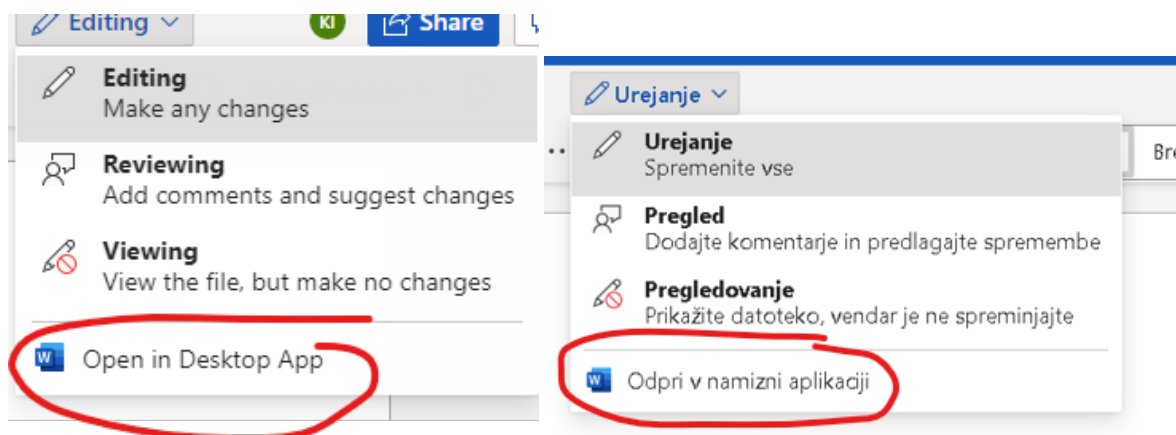 Editing
KI
Share
Editing
Make any changes
Reviewing
Add comments and suggest changes
Viewing
View the file, but make no changes
Open in Desktop App
Urejanje
Urejanje
Spremenite vse
Bre
Pregled
Dodajte komentarje in predlagajte spremembe
Pregledovanje
Prikažite datoteko, vendar je ne spreminjajte
Odpri v namizni aplikaciji